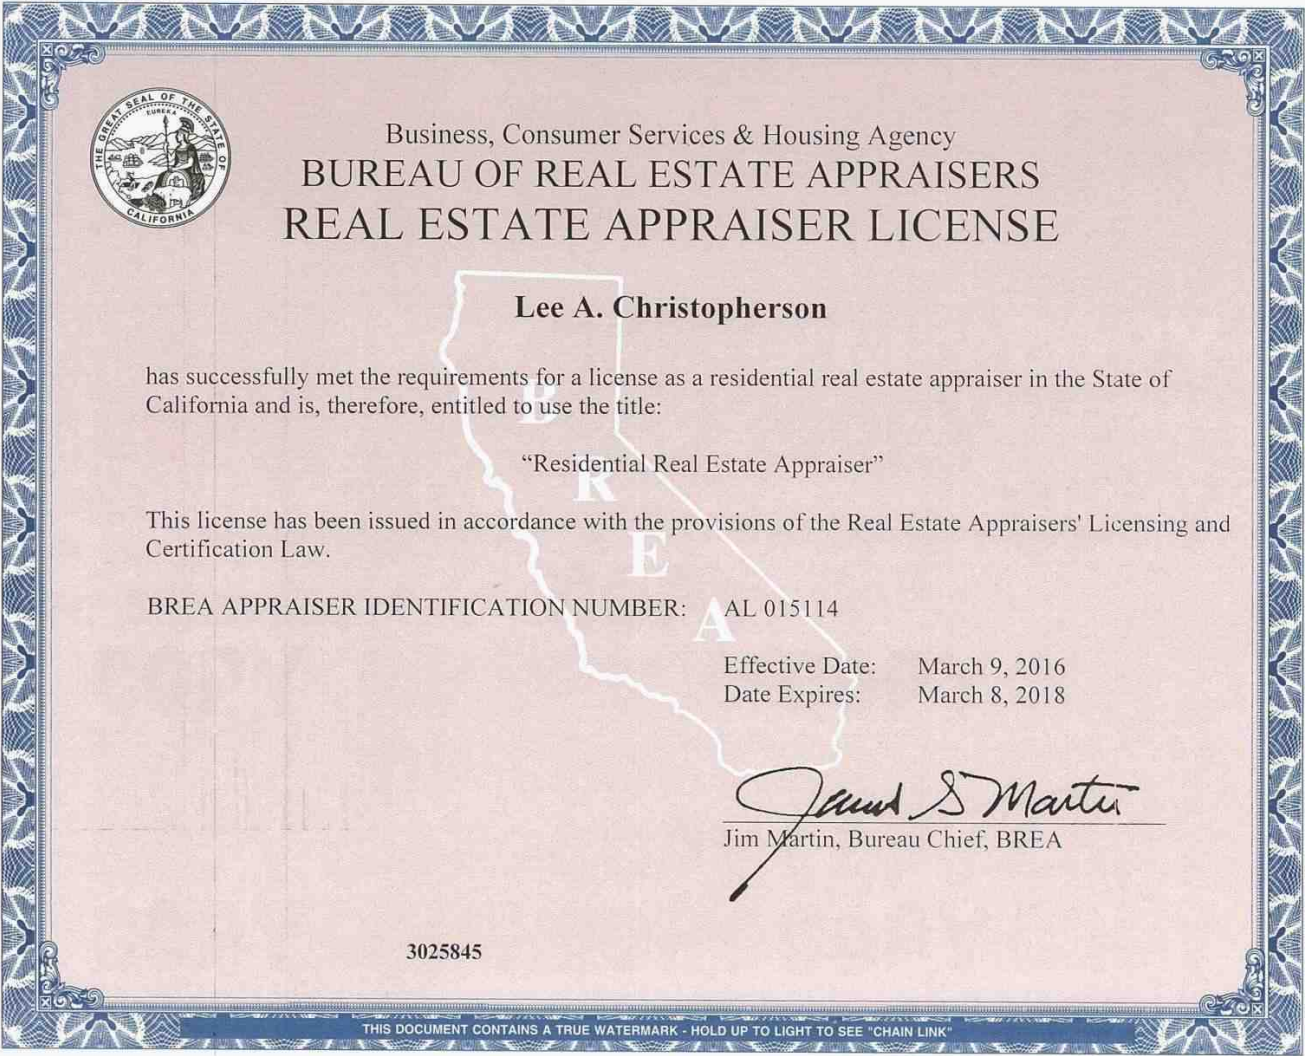 THE GREAT SEAL OF THE STATE OF CALIFORNIA
EUREKA
Business, Consumer Services & Housing Agency
BUREAU OF REAL ESTATE APPRAISERS
REAL ESTATE APPRAISER LICENSE
Lee A. Christopherson
has successfully met the requirements for a license as a residential real estate appraiser in the State of
California and is, therefore, entitled to use the title:
“Residential Real Estate Appraiser”
This license has been issued in accordance with the provisions of the Real Estate Appraisers' Licensing and
Certification Law.
B
R
E
A
BREA APPRAISER IDENTIFICATION NUMBER: AL 015114
Effective Date: March 9, 2016
Date Expires: March 8, 2018
James S Martin
Jim Martin, Bureau Chief, BREA
3025845
THIS DOCUMENT CONTAINS A TRUE WATERMARK - HOLD UP TO LIGHT TO SEE "CHAIN LINK"